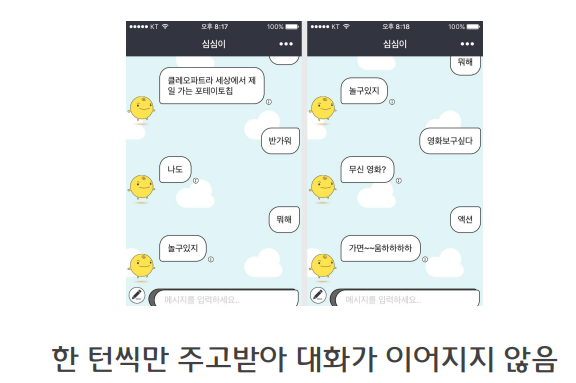 KT 오후 8:17 100%
심심이
클레오파트라 세상에서 제
일 가는 포테이토칩
반가워
나도
뭐해
놀구있지
메시지를 입력하세요..
KT 오후 8:18 100%
심심이
뭐해
놀구있지
영화보구싶다
무신 영화?
액션
가면~~움하하하하
메시지를 입력하세요..
한 턴씩만 주고받아 대화가 이어지지 않음